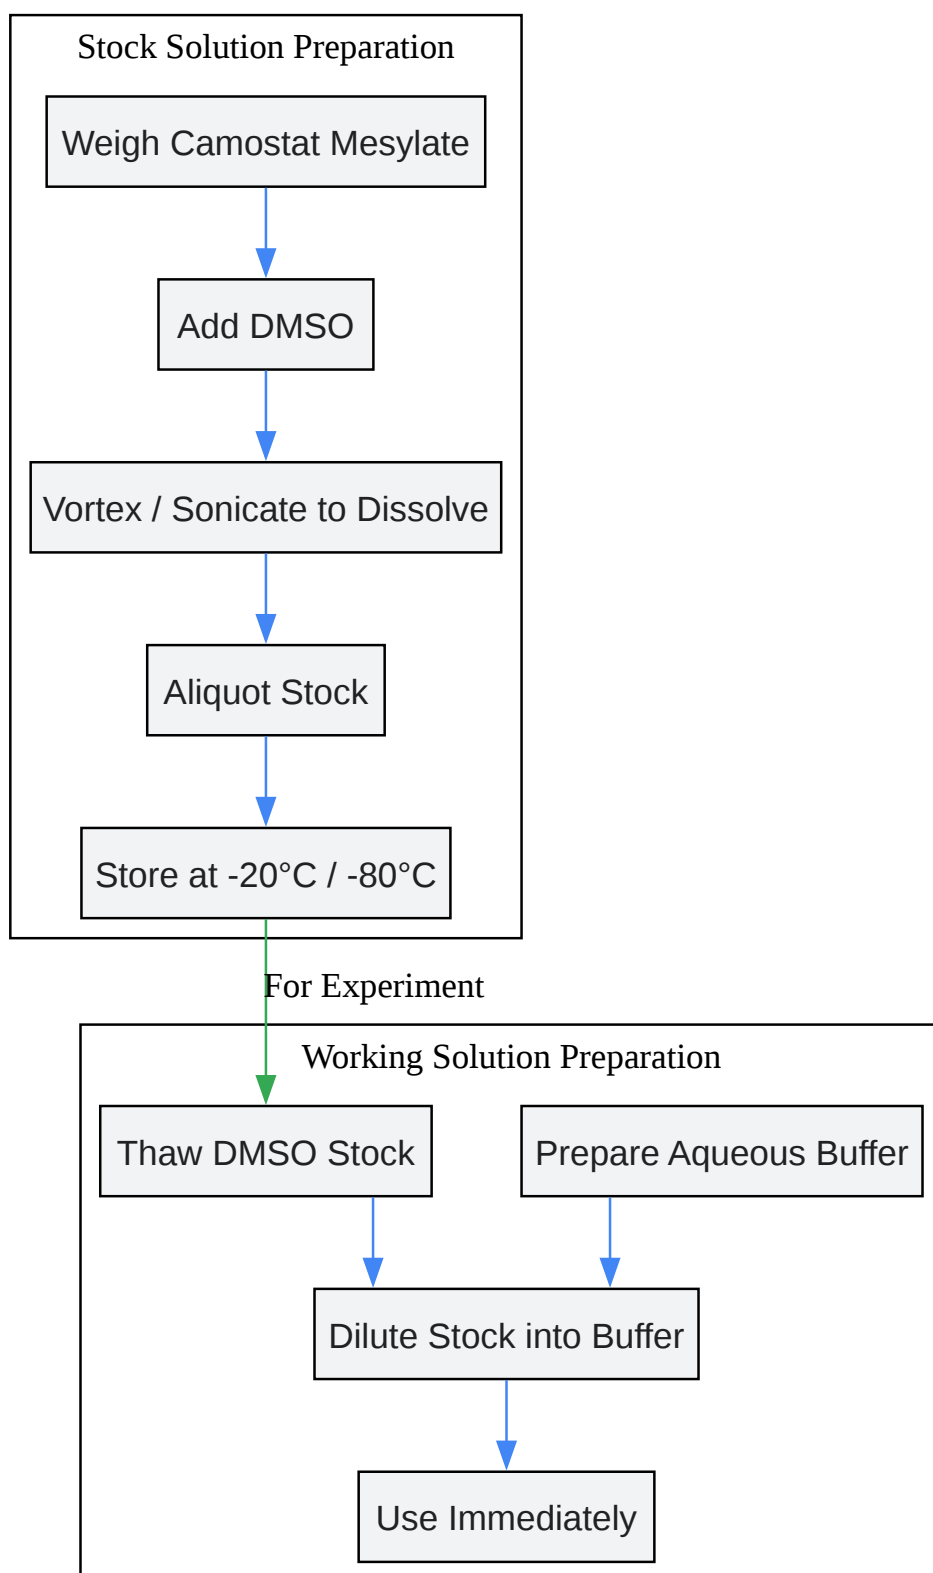 Stock Solution Preparation
Weigh Camostat Mesylate
Add DMSO
Vortex / Sonicate to Dissolve
Aliquot Stock
Store at -20°C / -80°C
For Experiment
Working Solution Preparation
Thaw DMSO Stock
Prepare Aqueous Buffer
Dilute Stock into Buffer
Use Immediately